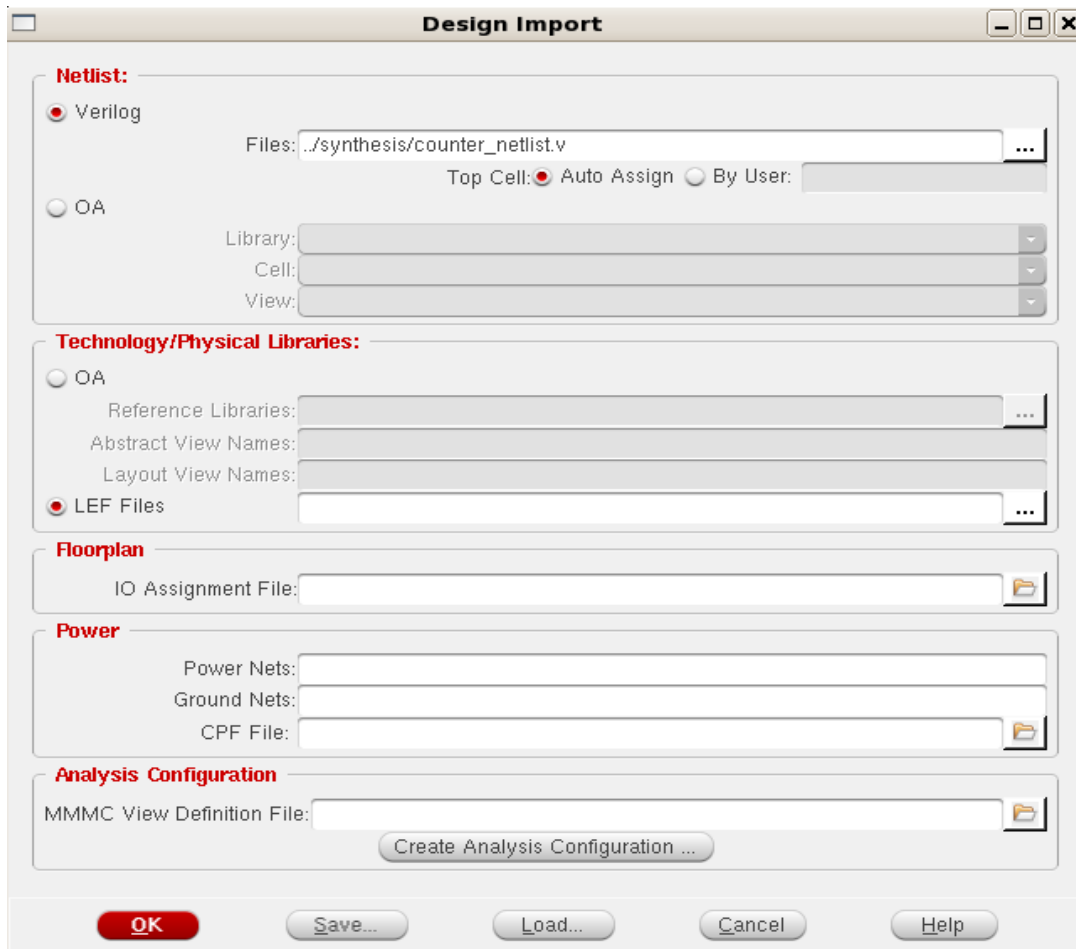 Design Import
Netlist:
Verilog
Files: ../synthesis/counter_netlist.v ...
Top Cell: Auto Assign By User:
OA
Library:
Cell:
View:
Technology/Physical Libraries:
OA
Reference Libraries: ...
Abstract View Names:
Layout View Names:
LEF Files ...
Floorplan
IO Assignment File:
Power
Power Nets:
Ground Nets:
CPF File:
Analysis Configuration
MMMC View Definition File:
Create Analysis Configuration ...
OK Save... Load... Cancel Help